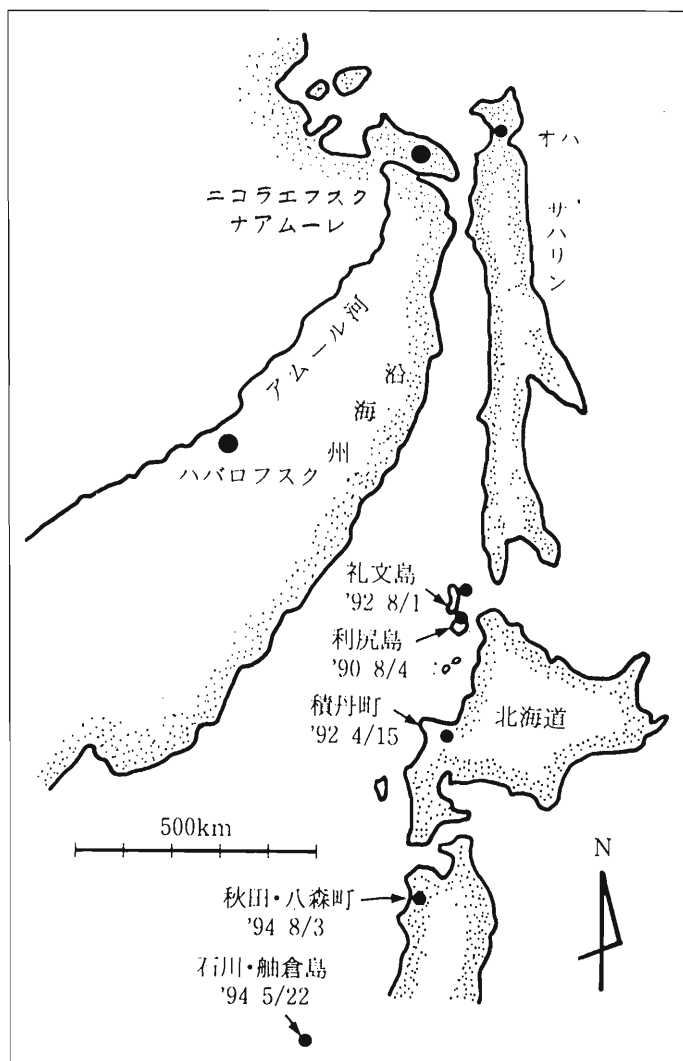 オハ
ニコラエフスク
ナアムーレ
サハリン
アムール河
沿海州
ハバロフスク
礼文島
'92 8/1
利尻島
'90 8/4
積丹町
'92 4/15
北海道
500km
N
秋田・八森町
'94 8/3
石川・舳倉島
'94 5/22